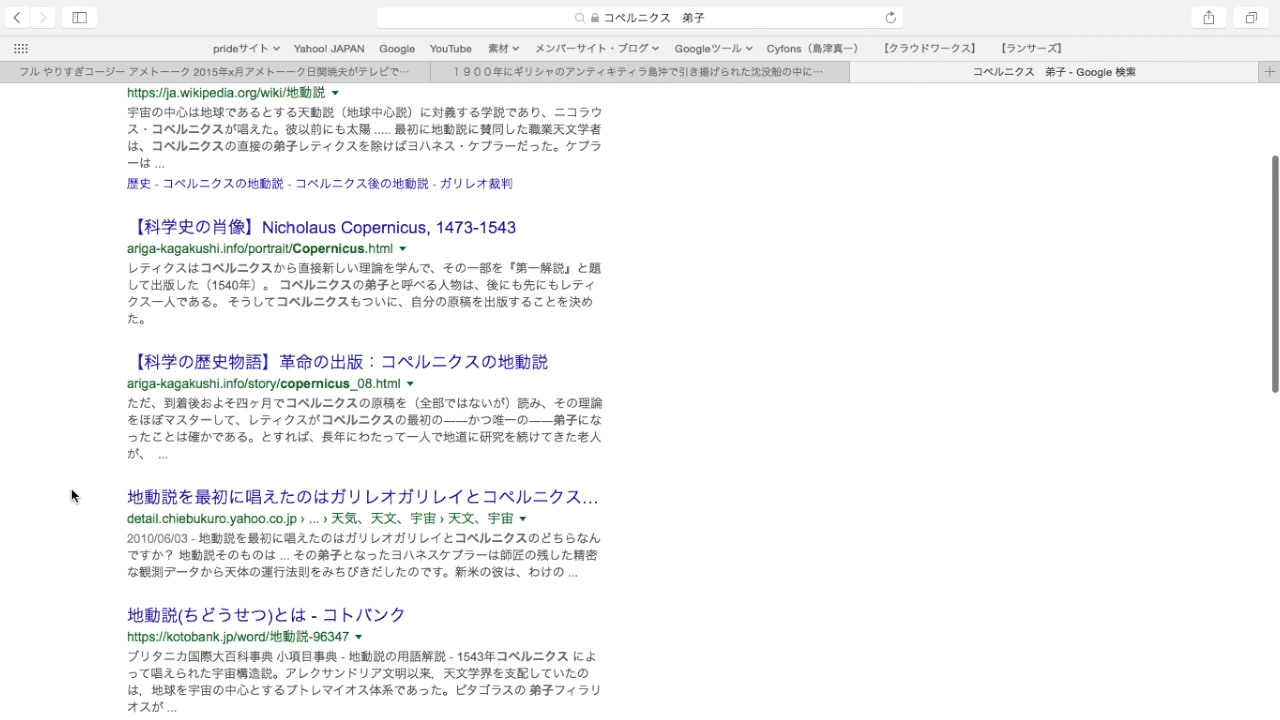 コペルニクス　弟子
prideサイト Yahoo! JAPAN Google YouTube 素材 メンバーサイト・ブログ Googleツール Cyfons（島津真一） 【クラウドワークス】 【ランサーズ】
フル やりすぎコージー アメトーーク 2015年x月アメトーーク日関暁夫がテレビで…
１９００年にギリシャのアンティキティラ島沖で引き揚げられた沈没船の中に…
コペルニクス　弟子 - Google 検索
https://ja.wikipedia.org/wiki/地動説
宇宙の中心は地球であるとする天動説（地球中心説）に対義する学説であり、ニコラウ
ス・コペルニクスが唱えた。彼以前にも太陽 ..... 最初に地動説に賛同した職業天文学者
は、コペルニクスの直接の弟子レティクスを除けばヨハネス・ケプラーだった。ケプラ
ーは ...
歴史 - コペルニクスの地動説 - コペルニクス後の地動説 - ガリレオ裁判
【科学史の肖像】Nicholaus Copernicus, 1473-1543
ariga-kagakushi.info/portrait/Copernicus.html
レティクスはコペルニクスから直接新しい理論を学んで、その一部を『第一解説』と題
して出版した（1540年）。 コペルニクスの弟子と呼べる人物は、後にも先にもレティ
クス一人である。 そうしてコペルニクスもついに、自分の原稿を出版することを決め
た。
【科学の歴史物語】革命の出版：コペルニクスの地動説
ariga-kagakushi.info/story/copernicus_08.html
ただ、到着後およそ四ヶ月でコペルニクスの原稿を（全部ではないが）読み、その理論
をほぼマスターして、レティクスがコペルニクスの最初の――かつ唯一の――弟子にな
ったことは確かである。とすれば、長年にわたって一人で地道に研究を続けてきた老人
が、 ...
地動説を最初に唱えたのはガリレオガリレイとコペルニクス...
detail.chiebukuro.yahoo.co.jp › ... › 天気、天文、宇宙 › 天文、宇宙
2010/06/03 - 地動説を最初に唱えたのはガリレオガリレイとコペルニクスのどちらなん
ですか？ 地動説そのものは ... その弟子となったヨハネスケプラーは師匠の残した精密
な観測データから天体の運行法則をみちびきだしたのです。新米の彼は、わけの ...
地動説(ちどうせつ)とは - コトバンク
https://kotobank.jp/word/地動説-96347
ブリタニカ国際大百科事典 小項目事典 - 地動説の用語解説 - 1543年コペルニクス によ
って唱えられた宇宙構造説。アレクサンドリア文明以来，天文学界を支配していたの
は，地球を宇宙の中心とするプトレマイオス体系であった。ピタゴラスの 弟子フィラリ
オスが ...